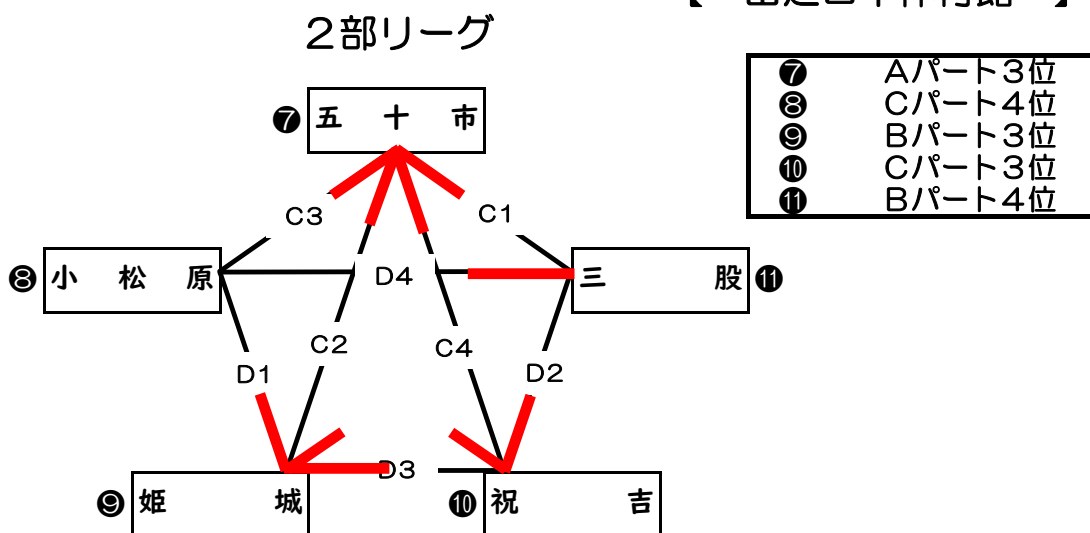 2部リーグ
❼ 五十市
❼ Aパート3位
❽ Cパート4位
❾ Bパート3位
❿ Cパート3位
⓫ Bパート4位
C3
C1
❽ 小松原
D4
三股 ⓫
C2
C4
D1
D2
D3
❾ 姫城
❿ 祝吉